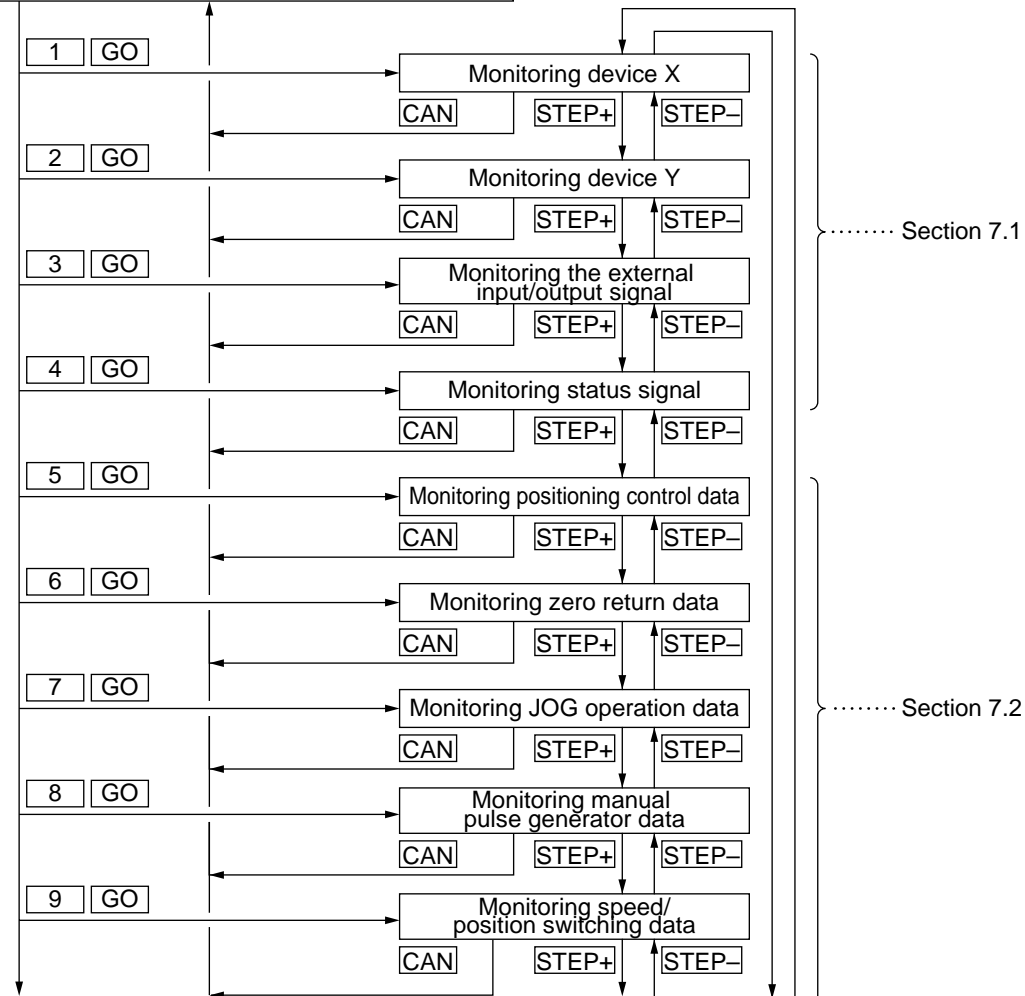 1 GO
Monitoring device X
CAN STEP+ STEP–
2 GO
Monitoring device Y
CAN STEP+ STEP–
Section 7.1
3 GO
Monitoring the external
input/output signal
CAN STEP+ STEP–
4 GO
Monitoring status signal
CAN STEP+ STEP–
5 GO
Monitoring positioning control data
CAN STEP+ STEP–
6 GO
Monitoring zero return data
CAN STEP+ STEP–
7 GO
Monitoring JOG operation data
Section 7.2
CAN STEP+ STEP–
8 GO
Monitoring manual
pulse generator data
CAN STEP+ STEP–
9 GO
Monitoring speed/
position switching data
CAN STEP+ STEP–